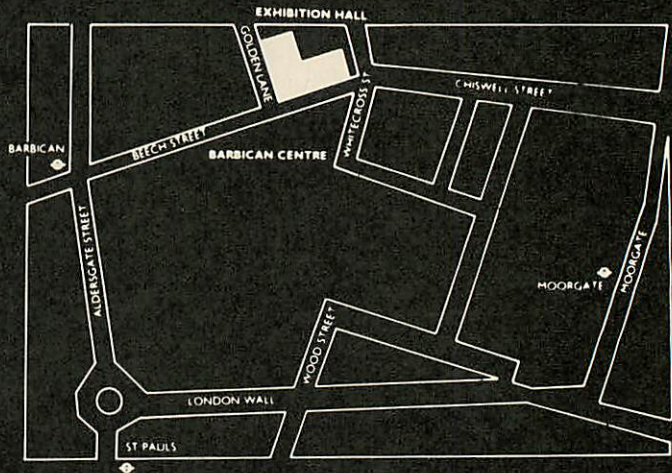 EXHIBITION HALL
GOLDEN LANE
CHISWELL STREET
WHITECROSS ST
BEECH STREET
BARBICAN
BARBICAN CENTRE
ALDERSGATE STREET
MOORGATE
MOORGATE
WOOD STREET
LONDON WALL
ST PAULS